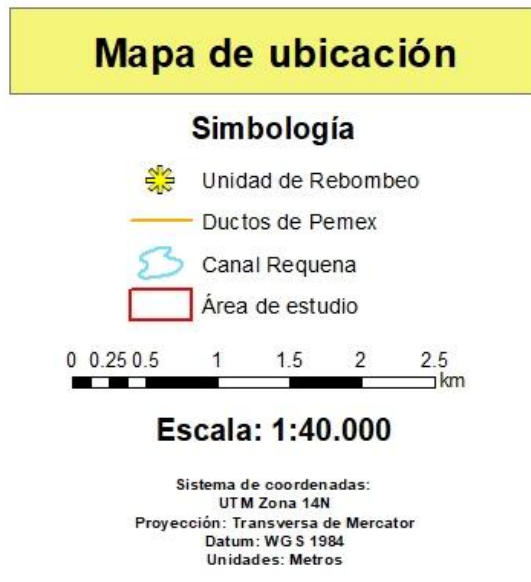 Mapa de ubicación
Simbología
Unidad de Rebombeo
Ductos de Pemex
Canal Requena
Área de estudio
0 0.25 0.5 1 1.5 2 2.5
km
Escala: 1:40.000
Sistema de coordenadas:
UTM Zona 14N
Proyección: Transversa de Mercator
Datum: WGS 1984
Unidades: Metros